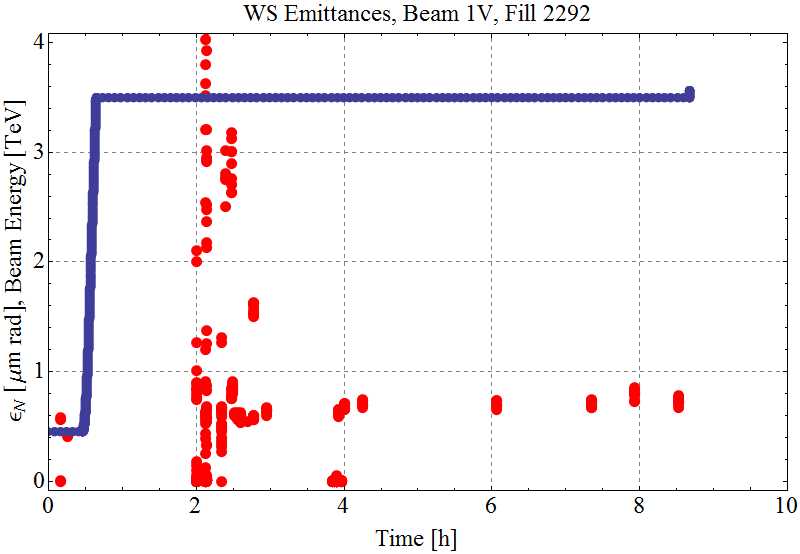 WS Emittances, Beam 1V, Fill 2292
ϵN [μm rad], Beam Energy [TeV]
4
3
2
1
0
0 2 4 6 8 10
Time [h]